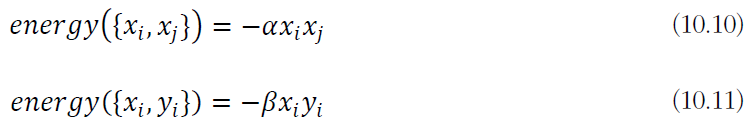 energy({xᵢ, xⱼ}) = −αxᵢxⱼ (10.10)
energy({xᵢ, yᵢ}) = −βxᵢyᵢ (10.11)